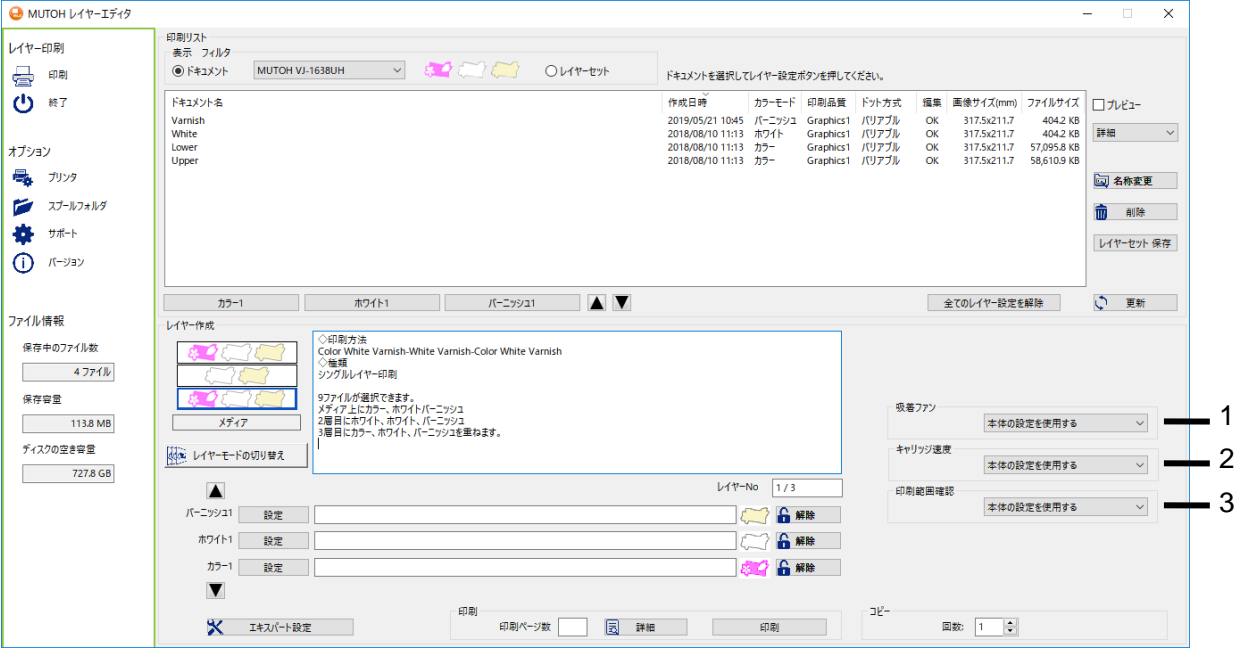 MUTOH レイヤーエディタ
レイヤー印刷
印刷
終了
オプション
プリンタ
スプールフォルダ
サポート
バージョン
ファイル情報
保存中のファイル数
4 ファイル
保存容量
113.8 MB
ディスクの空き容量
727.8 GB
印刷リスト
表示 フィルタ
ドキュメント MUTOH VJ-1638UH レイヤーセット
ドキュメントを選択してレイヤー設定ボタンを押してください。
ドキュメント名 作成日時 カラーモード 印刷品質 ドット方式 編集 画像サイズ(mm) ファイルサイズ
Varnish 2019/05/21 10:45 バーニッシュ Graphics1 バリアブル OK 317.5x211.7 404.2 KB
White 2018/08/10 11:13 ホワイト Graphics1 バリアブル OK 317.5x211.7 404.2 KB
Lower 2018/08/10 11:13 カラー Graphics1 バリアブル OK 317.5x211.7 57,095.8 KB
Upper 2018/08/10 11:13 カラー Graphics1 バリアブル OK 317.5x211.7 58,610.9 KB
プレビュー
詳細
名称変更
削除
レイヤーセット 保存
カラー1 ホワイト1 バーニッシュ1 ▲ ▼ 全てのレイヤー設定を解除 更新
レイヤー作成
メディア
レイヤーモードの切り替え
◇印刷方法
Color White Varnish-White Varnish-Color White Varnish
◇種類
シングルレイヤー印刷
9ファイルが選択できます。
メディア上にカラー、ホワイトバーニッシュ
2層目にホワイト、ホワイト、バーニッシュ
3層目にカラー、ホワイト、バーニッシュを重ねます。
吸着ファン
本体の設定を使用する 1
キャリッジ速度
本体の設定を使用する 2
印刷範囲確認
本体の設定を使用する 3
▲ レイヤーNo 1 / 3
バーニッシュ1 設定 解除
ホワイト1 設定 解除
カラー1 設定 解除
▼
エキスパート設定
印刷
印刷ページ数 詳細 印刷
コピー
回数: 1